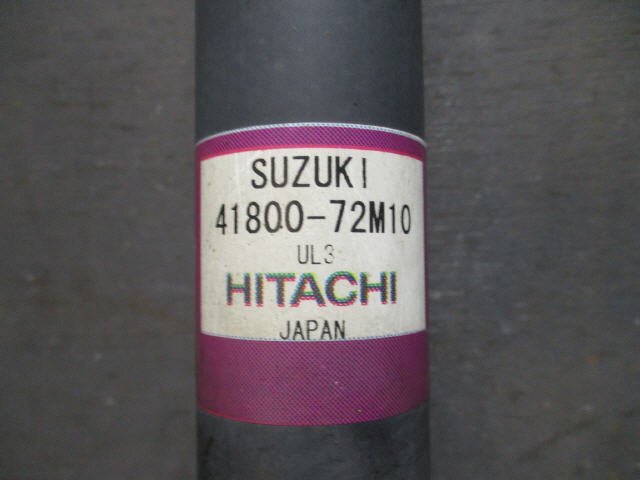 SUZUKI
41800-72M10
UL3
HITACHI
JAPAN